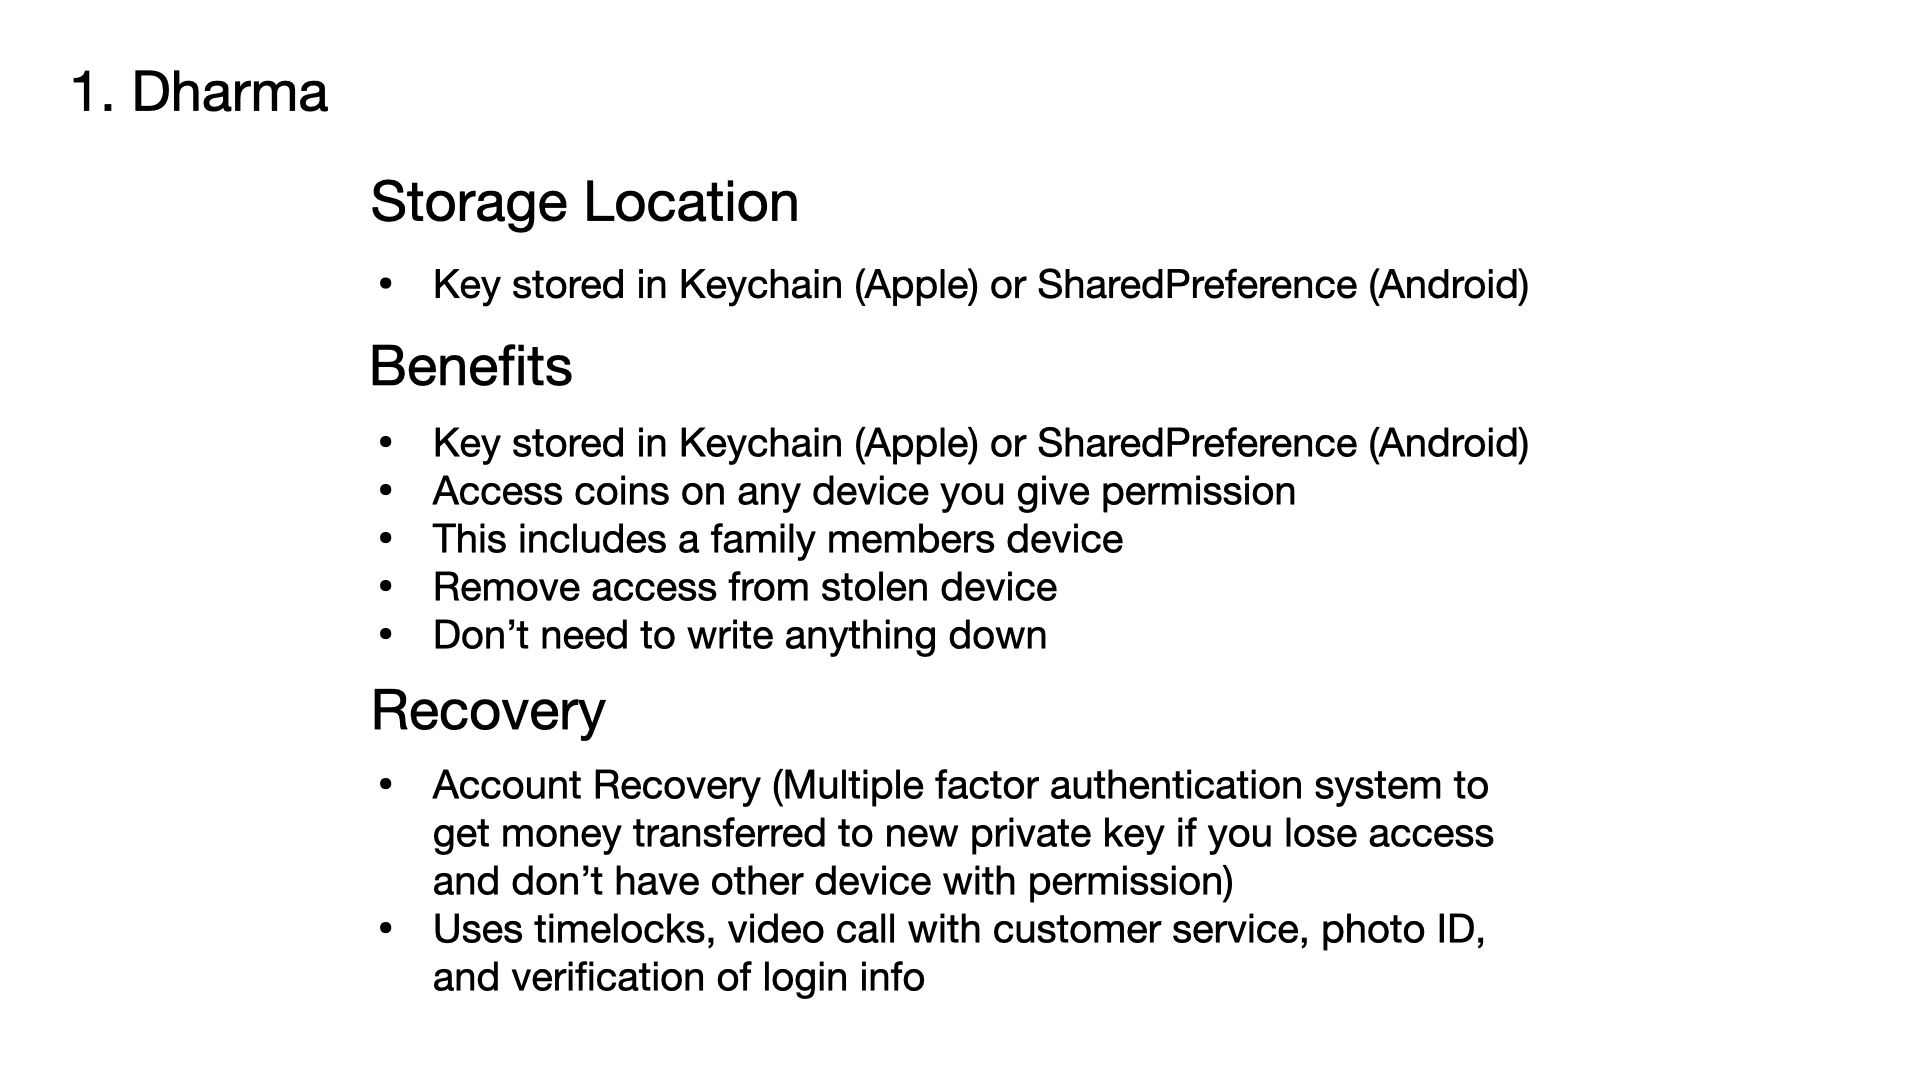 1. Dharma
Storage Location
• Key stored in Keychain (Apple) or SharedPreference (Android)
Benefits
• Key stored in Keychain (Apple) or SharedPreference (Android)
• Access coins on any device you give permission
• This includes a family members device
• Remove access from stolen device
• Don’t need to write anything down
Recovery
• Account Recovery (Multiple factor authentication system to
get money transferred to new private key if you lose access
and don’t have other device with permission)
• Uses timelocks, video call with customer service, photo ID,
and verification of login info